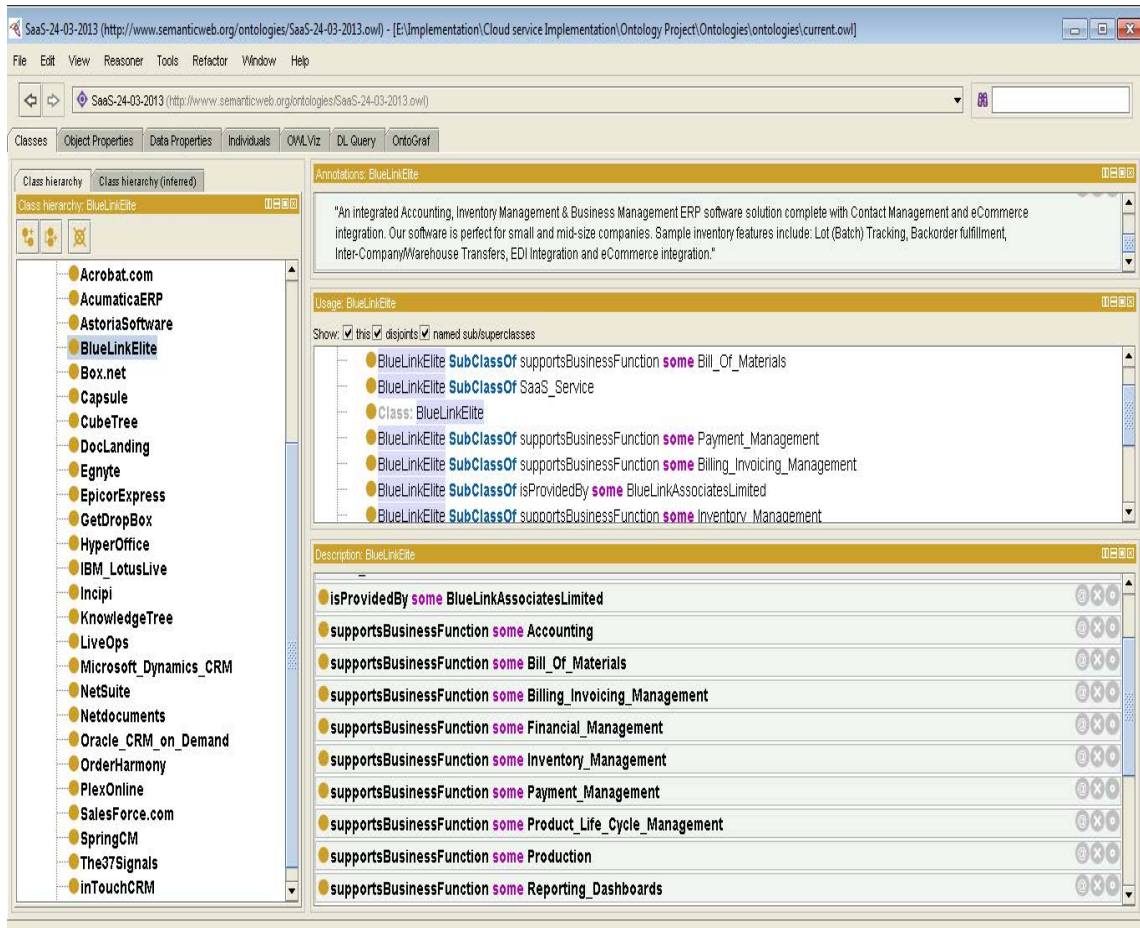 SaaS-24-03-2013 (http://www.semanticweb.org/ontologies/SaaS-24-03-2013.owl) - [E:\Implementation\Cloud service Implementation\Ontology Project\Ontologies\ontologies\current.owl]
File Edit View Reasoner Tools Refactor Window Help
SaaS-24-03-2013 (http://www.semanticweb.org/ontologies/SaaS-24-03-2013.owl)
Classes Object Properties Data Properties Individuals OWLViz DL Query OntoGraf
Class hierarchy Class hierarchy (inferred)
Class hierarchy: BlueLinkElite
Acrobat.com
AcumaticaERP
AstoriaSoftware
BlueLinkElite
Box.net
Capsule
CubeTree
DocLanding
Egnyte
EpicorExpress
GetDropBox
HyperOffice
IBM_LotusLive
Incipi
KnowledgeTree
LiveOps
Microsoft_Dynamics_CRM
NetSuite
Netdocuments
Oracle_CRM_on_Demand
OrderHarmony
PlexOnline
SalesForce.com
SpringCM
The37Signals
inTouchCRM
Annotations: BlueLinkElite
"An integrated Accounting, Inventory Management & Business Management ERP software solution complete with Contact Management and eCommerce
integration. Our software is perfect for small and mid-size companies. Sample inventory features include: Lot (Batch) Tracking, Backorder fulfillment,
Inter-Company/Warehouse Transfers, EDI Integration and eCommerce integration."
Usage: BlueLinkElite
Show: this disjoints named sub/superclasses
BlueLinkElite SubClassOf supportsBusinessFunction some Bill_Of_Materials
BlueLinkElite SubClassOf SaaS_Service
Class: BlueLinkElite
BlueLinkElite SubClassOf supportsBusinessFunction some Payment_Management
BlueLinkElite SubClassOf supportsBusinessFunction some Billing_Invoicing_Management
BlueLinkElite SubClassOf isProvidedBy some BlueLinkAssociatesLimited
BlueLinkElite SubClassOf supportsBusinessFunction some Inventory_Management
Description: BlueLinkElite
isProvidedBy some BlueLinkAssociatesLimited
supportsBusinessFunction some Accounting
supportsBusinessFunction some Bill_Of_Materials
supportsBusinessFunction some Billing_Invoicing_Management
supportsBusinessFunction some Financial_Management
supportsBusinessFunction some Inventory_Management
supportsBusinessFunction some Payment_Management
supportsBusinessFunction some Product_Life_Cycle_Management
supportsBusinessFunction some Production
supportsBusinessFunction some Reporting_Dashboards